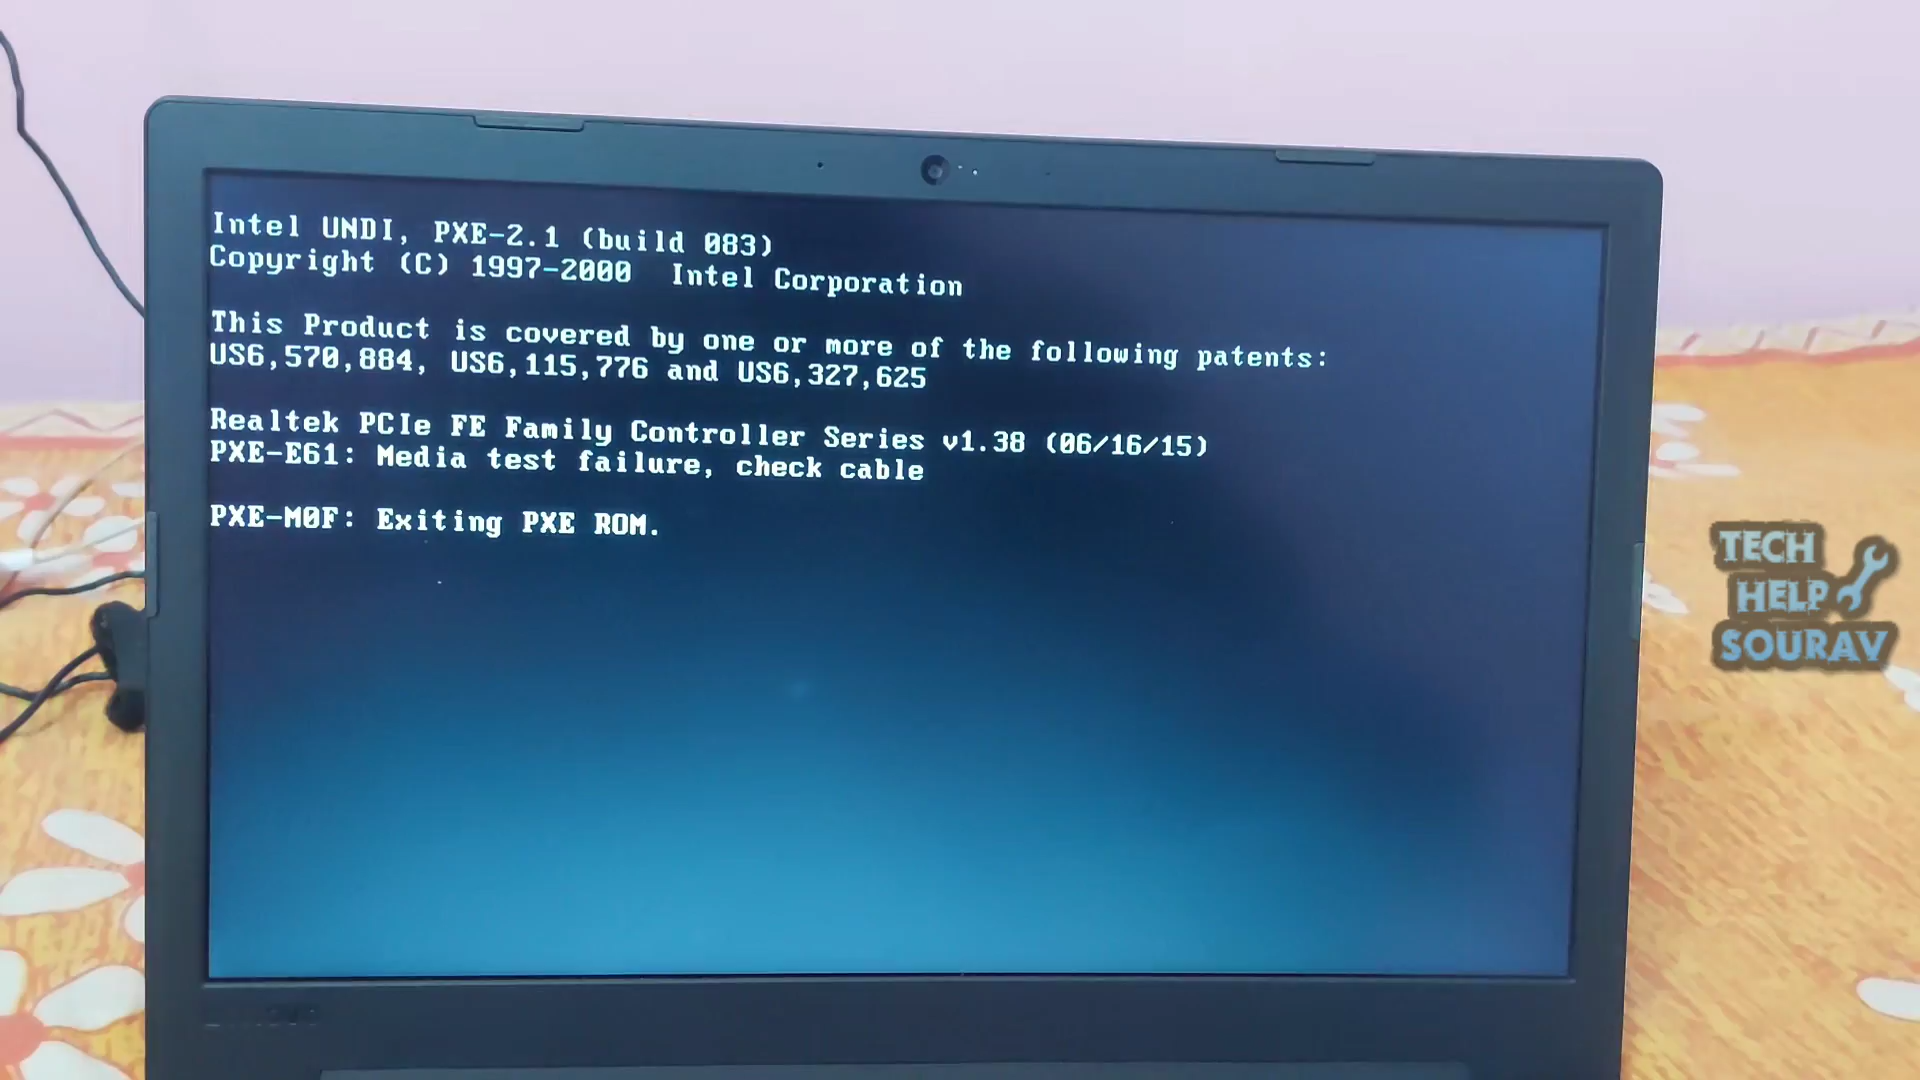 Intel UNDI, PXE-2.1 (build 083)
Copyright (C) 1997-2000  Intel Corporation
This Product is covered by one or more of the following patents:
US6,570,884, US6,115,776 and US6,327,625
Realtek PCIe FE Family Controller Series v1.38 (06/16/15)
PXE-E61: Media test failure, check cable
PXE-M0F: Exiting PXE ROM.
TECH
HELP
SOURAV